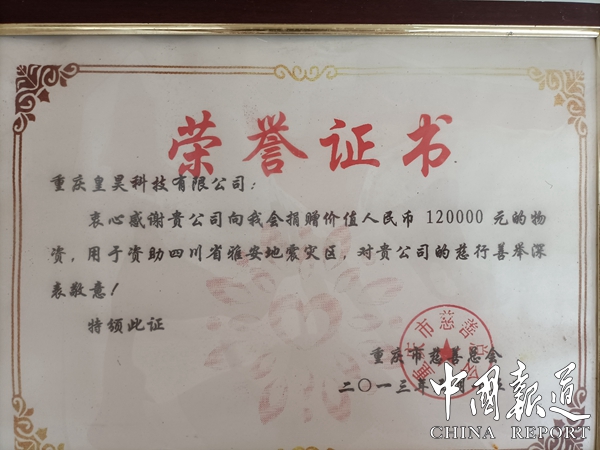 荣誉证书
重庆皇昊科技有限公司：
衷心感谢贵公司向我会捐赠价值人民币 120000 元的物
资，用于资助四川省雅安地震灾区，对贵公司的慈行善举深
表敬意！
特颁此证
重庆市慈善总会
二〇一三年
中國報道
CHINA REPORT